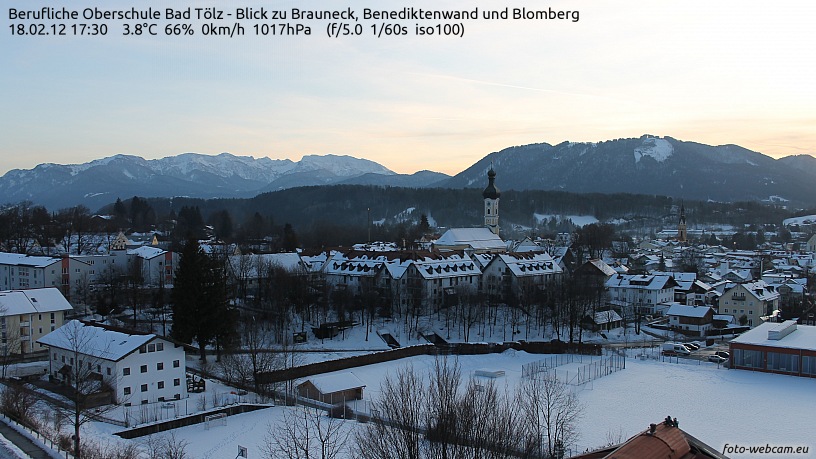 Berufliche Oberschule Bad Tölz - Blick zu Brauneck, Benediktenwand und Blomberg
18.02.12 17:30 3.8°C 66% 0km/h 1017hPa (f/5.0 1/60s iso100)
foto-webcam.eu